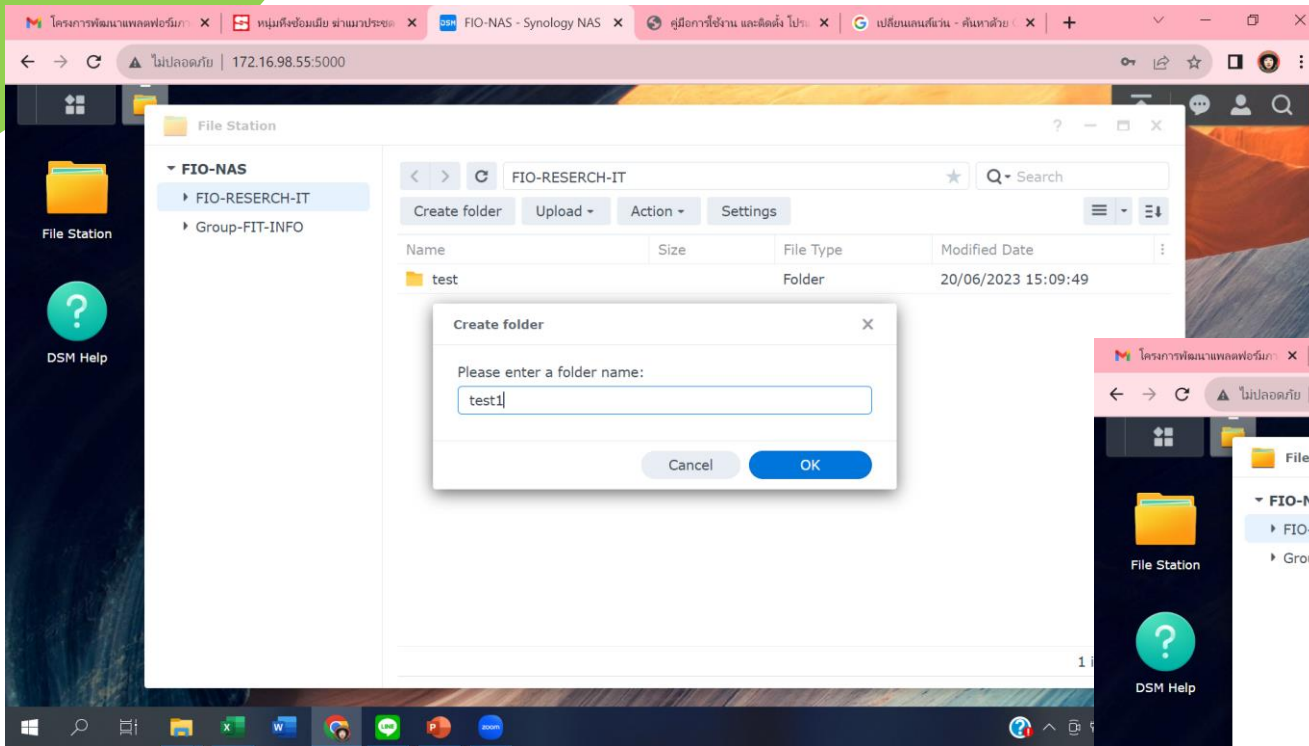 โครงการพัฒนาแพลตฟอร์มกา
หนุ่มหึงซ้อมเมีย ฆ่าแมวประชด
DSM FIO-NAS - Synology NAS
คู่มือการใช้งาน และติดตั้ง โปร
เปลี่ยนเลนส์แว่น - ค้นหาด้วย
ไม่ปลอดภัย | 172.16.98.55:5000
File Station
FIO-NAS
FIO-RESERCH-IT
Group-FIT-INFO
FIO-RESERCH-IT
Search
Create folder Upload Action Settings
Name Size File Type Modified Date
test Folder 20/06/2023 15:09:49
Create folder
Please enter a folder name:
test1
Cancel OK
File Station
DSM Help
1 i
โครงการพัฒนาแพลตฟอร์มกา
ไม่ปลอดภัย
File
FIO-N
FIO-
Grou
File Station
DSM Help
LINE
zoom